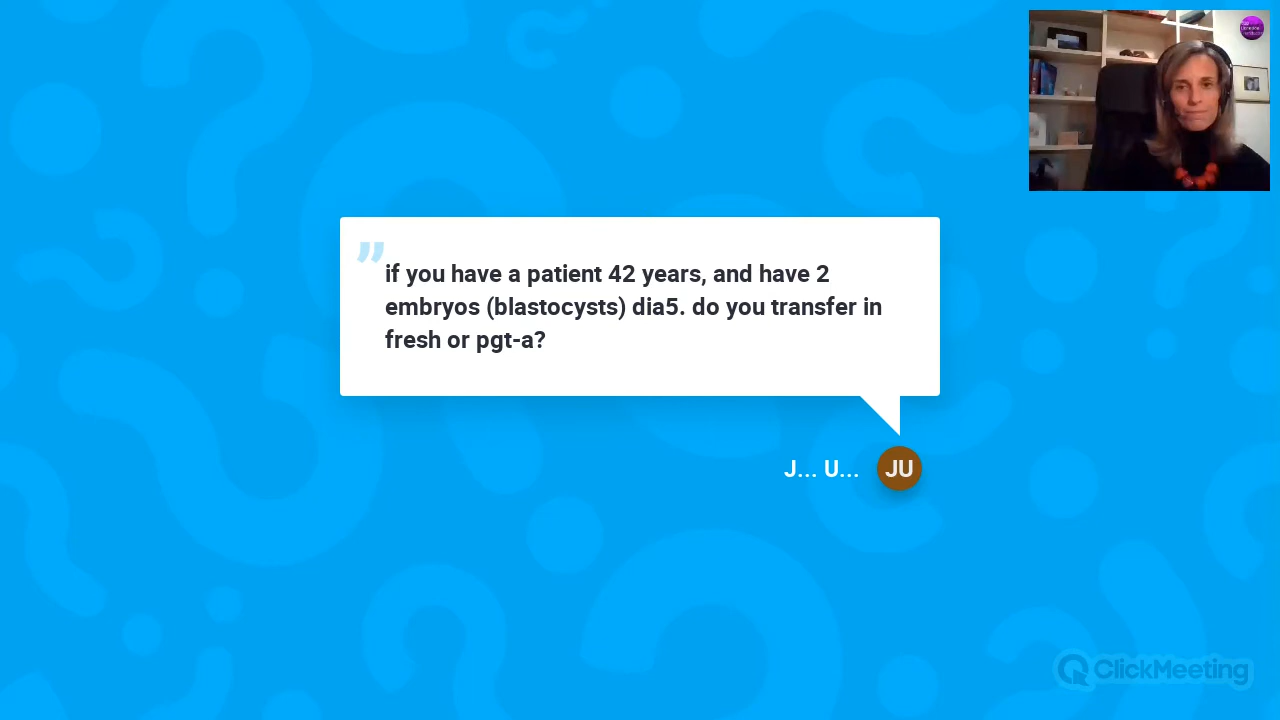 if you have a patient 42 years, and have 2
embryos (blastocysts) dia5. do you transfer in
fresh or pgt-a?
J... U...
JU
ClickMeeting